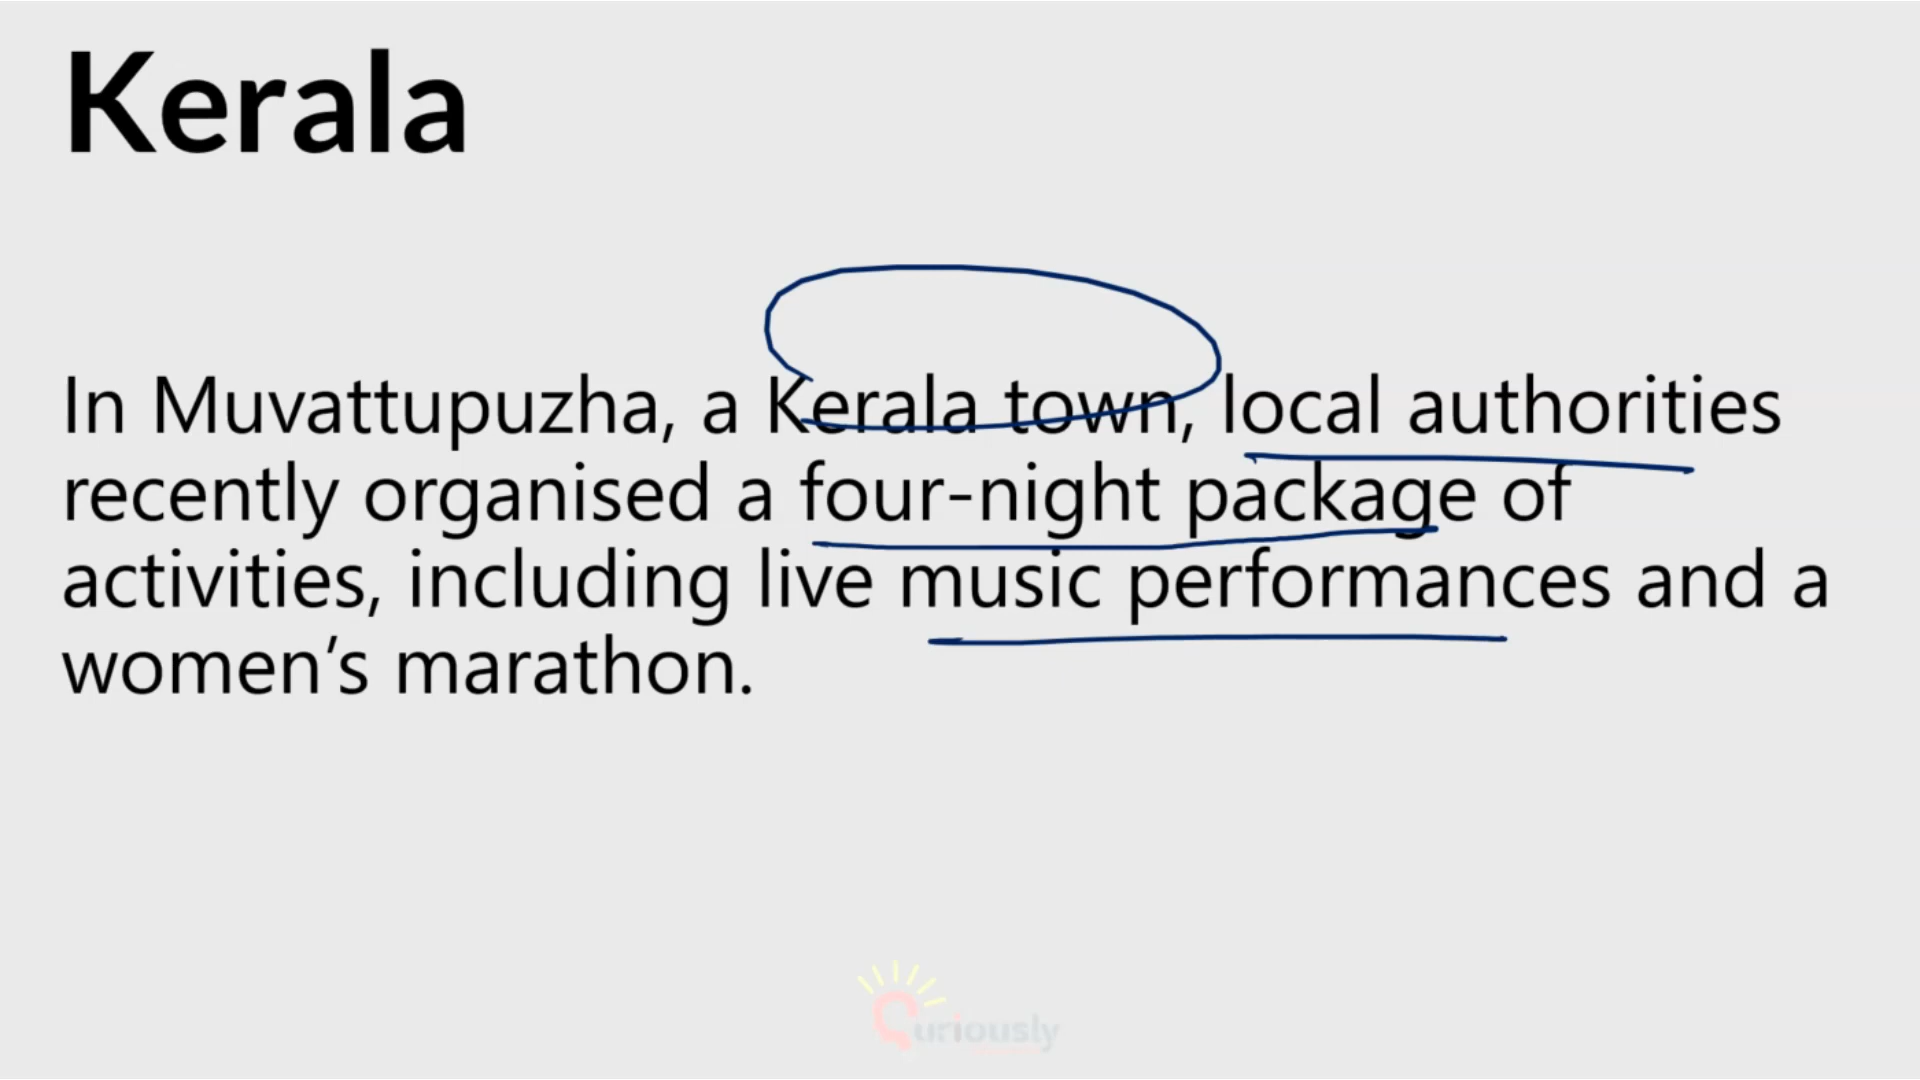 Kerala
In Muvattupuzha, a Kerala town, local authorities
recently organised a four-night package of
activities, including live music performances and a
women’s marathon.
Curiously